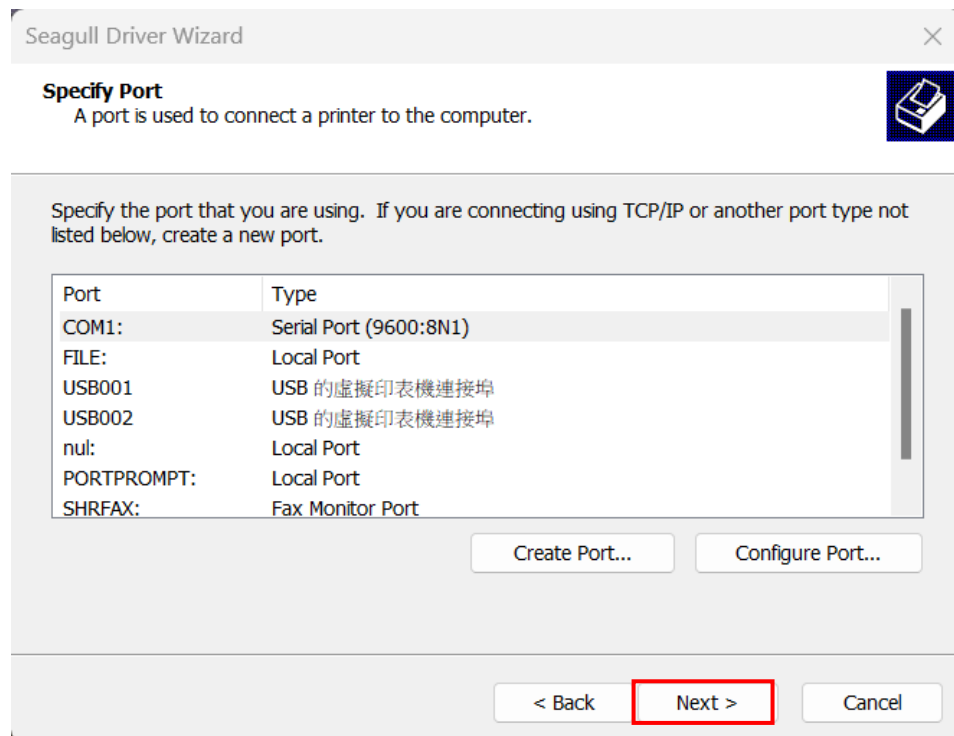 Seagull Driver Wizard
Specify Port
A port is used to connect a printer to the computer.
Specify the port that you are using.  If you are connecting using TCP/IP or another port type not
listed below, create a new port.
Port Type
COM1: Serial Port (9600:8N1)
FILE: Local Port
USB001 USB 的虛擬印表機連接埠
USB002 USB 的虛擬印表機連接埠
nul: Local Port
PORTPROMPT: Local Port
SHRFAX: Fax Monitor Port
Create Port... Configure Port...
< Back Next > Cancel